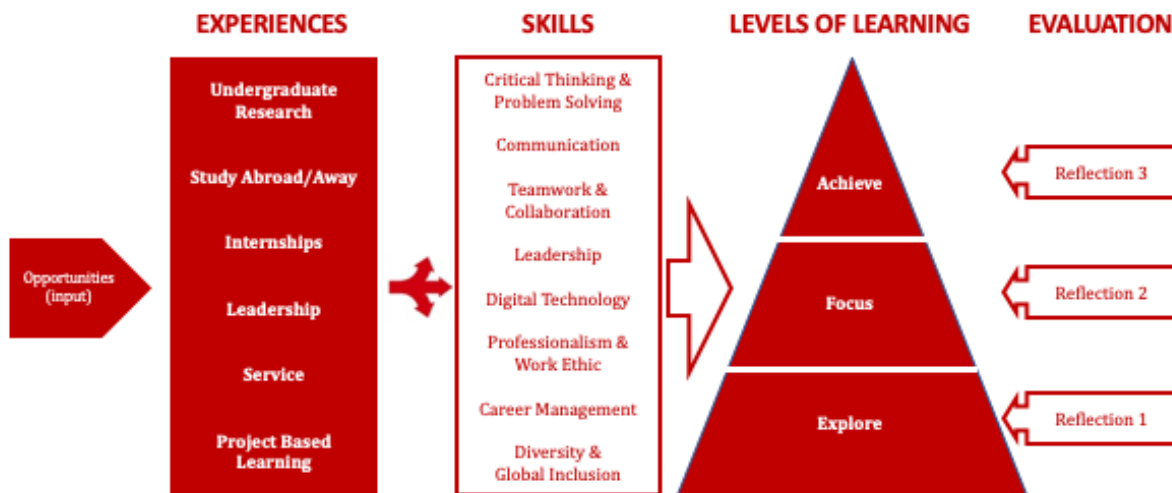 EXPERIENCES
SKILLS
LEVELS OF LEARNING
EVALUATION
Opportunities
(input)
Undergraduate
Research
Study Abroad/Away
Internships
Leadership
Service
Project Based
Learning
Critical Thinking &
Problem Solving
Communication
Teamwork &
Collaboration
Leadership
Digital Technology
Professionalism &
Work Ethic
Career Management
Diversity &
Global Inclusion
Achieve
Focus
Explore
Reflection 3
Reflection 2
Reflection 1